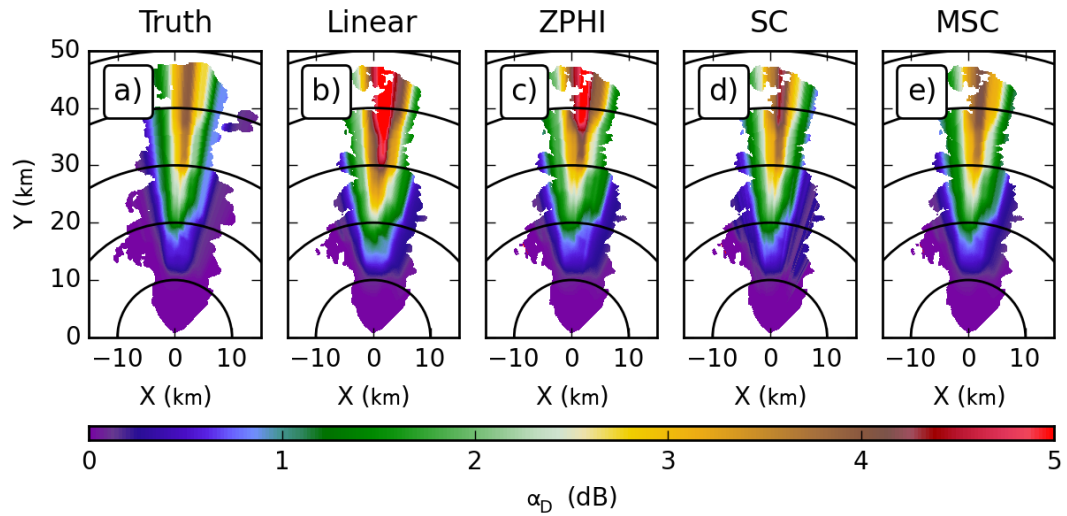 Truth Linear ZPHI SC MSC
50
a) b) c) d) e)
40
30
Y (km)
20
10
0
−10 0 10 −10 0 10 −10 0 10 −10 0 10 −10 0 10
X (km) X (km) X (km) X (km) X (km)
0 1 2 3 4 5
α_D (dB)